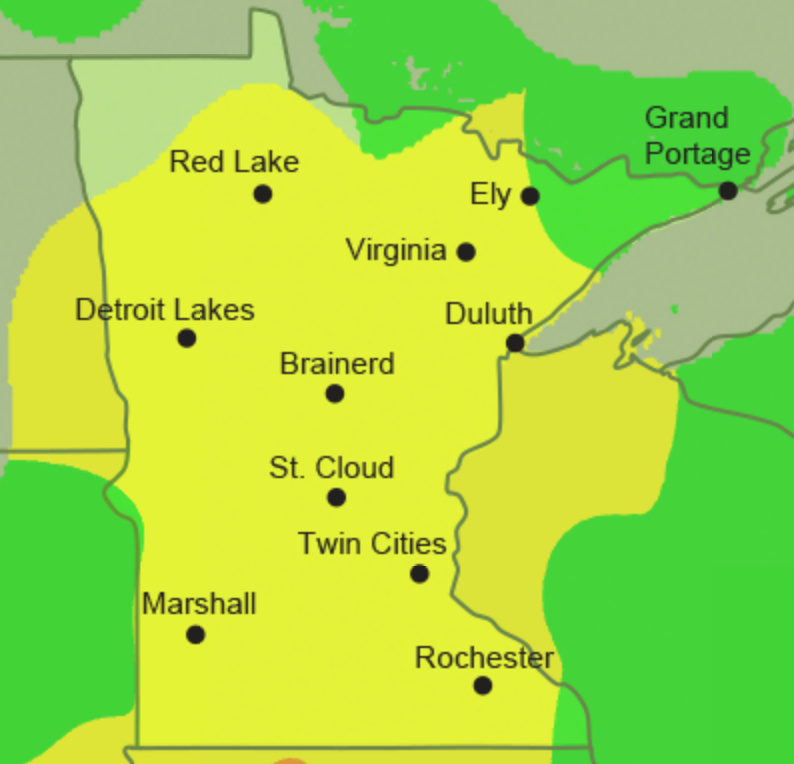 Grand
Portage
Red Lake
Ely
Virginia
Detroit Lakes
Duluth
Brainerd
St. Cloud
Twin Cities
Marshall
Rochester